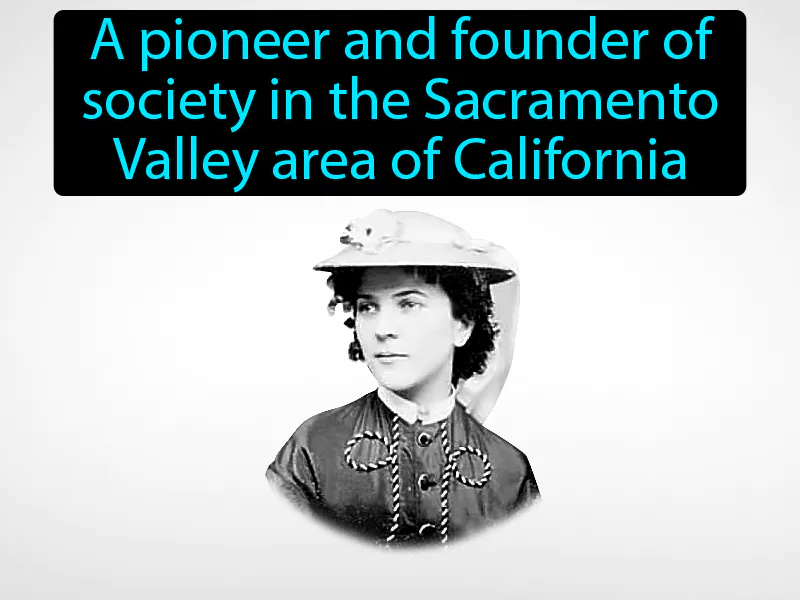 A pioneer and founder of
society in the Sacramento
Valley area of California